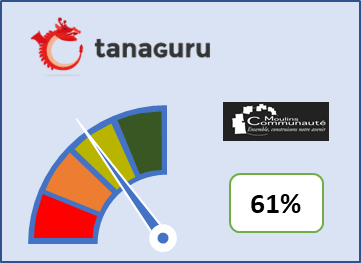 tanaguru
Moulins
Communauté
Ensemble, construisons notre avenir
61%